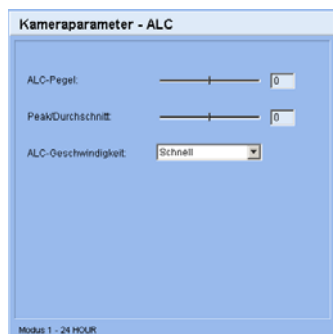 Kameraparameter - ALC
ALC-Pegel: 0
Peak/Durchschnitt: 0
ALC-Geschwindigkeit: Schnell
Modus 1 - 24 HOUR